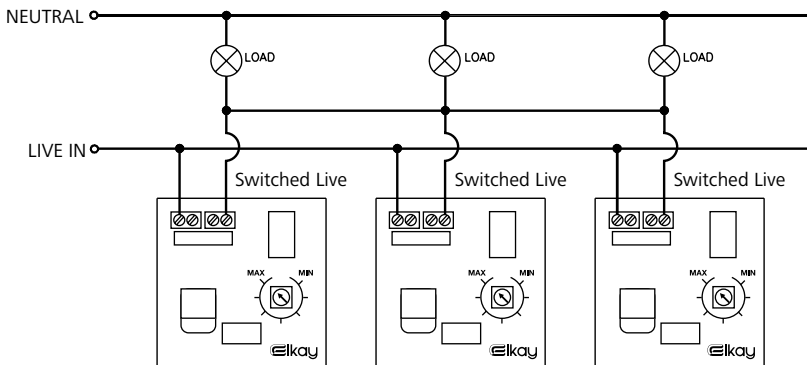 NEUTRAL
LOAD LOAD LOAD
LIVE IN
Switched Live Switched Live Switched Live
MAX MIN MAX MIN MAX MIN
Elkay Elkay Elkay